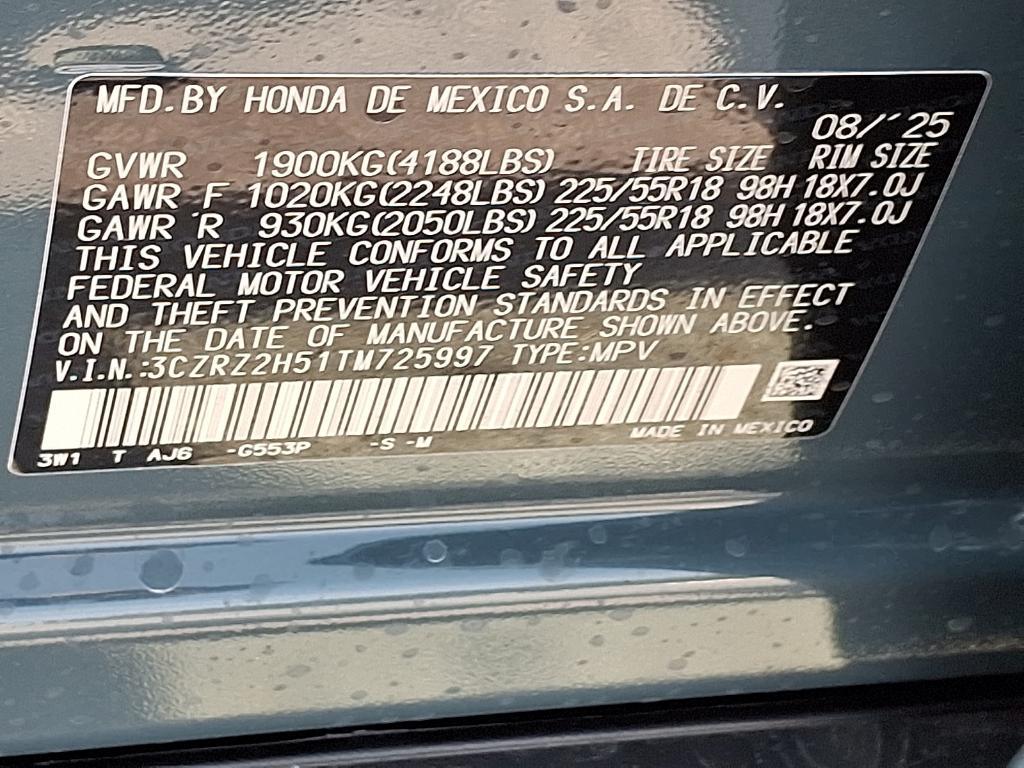 MFD.BY HONDA DE MEXICO S.A. DE C.V.
08/´25
GVWR 1900KG(4188LBS) TIRE SIZE RIM SIZE
GAWR F 1020KG(2248LBS) 225/55R18 98H 18X7.0J
GAWR R 930KG(2050LBS) 225/55R18 98H 18X7.0J
THIS VEHICLE CONFORMS TO ALL APPLICABLE
FEDERAL MOTOR VEHICLE SAFETY
AND THEFT PREVENTION STANDARDS IN EFFECT
ON THE DATE OF MANUFACTURE SHOWN ABOVE.
V.I.N.:3CZRZ2H51TM725997 TYPE:MPV
3W1 T AJ6 -G553P -S -M MADE IN MEXICO